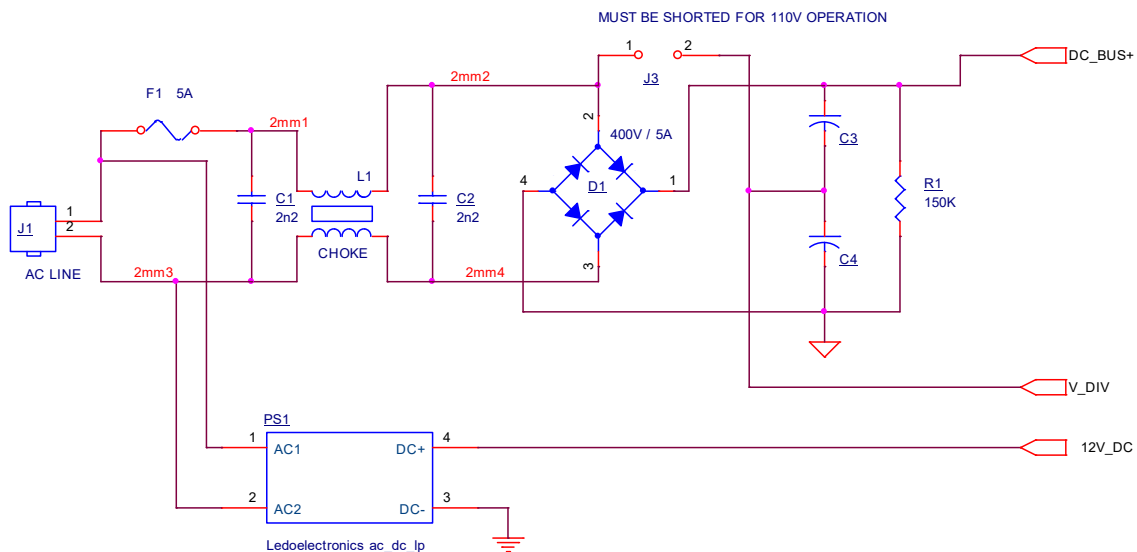 MUST BE SHORTED FOR 110V OPERATION
1
2
J3
DC_BUS+
2mm2
F1 5A
2mm1
2
400V / 5A
C3
L1
C1
2n2
C2
2n2
4
D1
1
R1
150K
1
2
J1
CHOKE
C4
AC LINE
2mm3
2mm4
3
V_DIV
PS1
1
AC1
DC+
4
12V_DC
2
AC2
DC-
3
Ledoelectronics ac_dc_lp